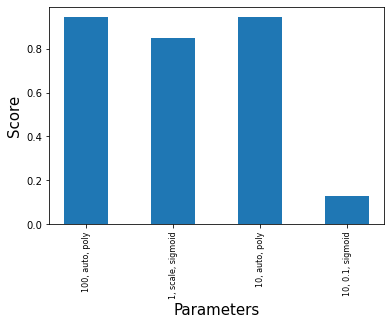 Score
0.8
0.6
0.4
0.2
0.0
100, auto, poly
1, scale, sigmoid
10, auto, poly
10, 0.1, sigmoid
Parameters